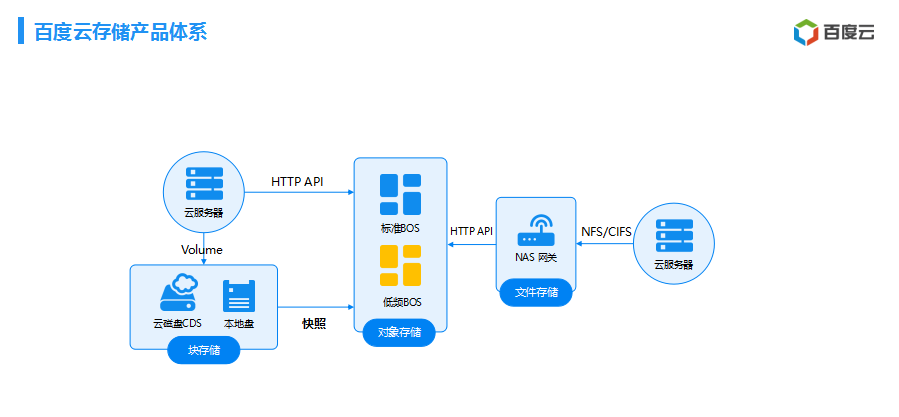 百度云存储产品体系
百度云
云服务器
HTTP API
Volume
云磁盘CDS
本地盘
块存储
快照
标准BOS
低频BOS
对象存储
HTTP API
NAS 网关
文件存储
NFS/CIFS
云服务器